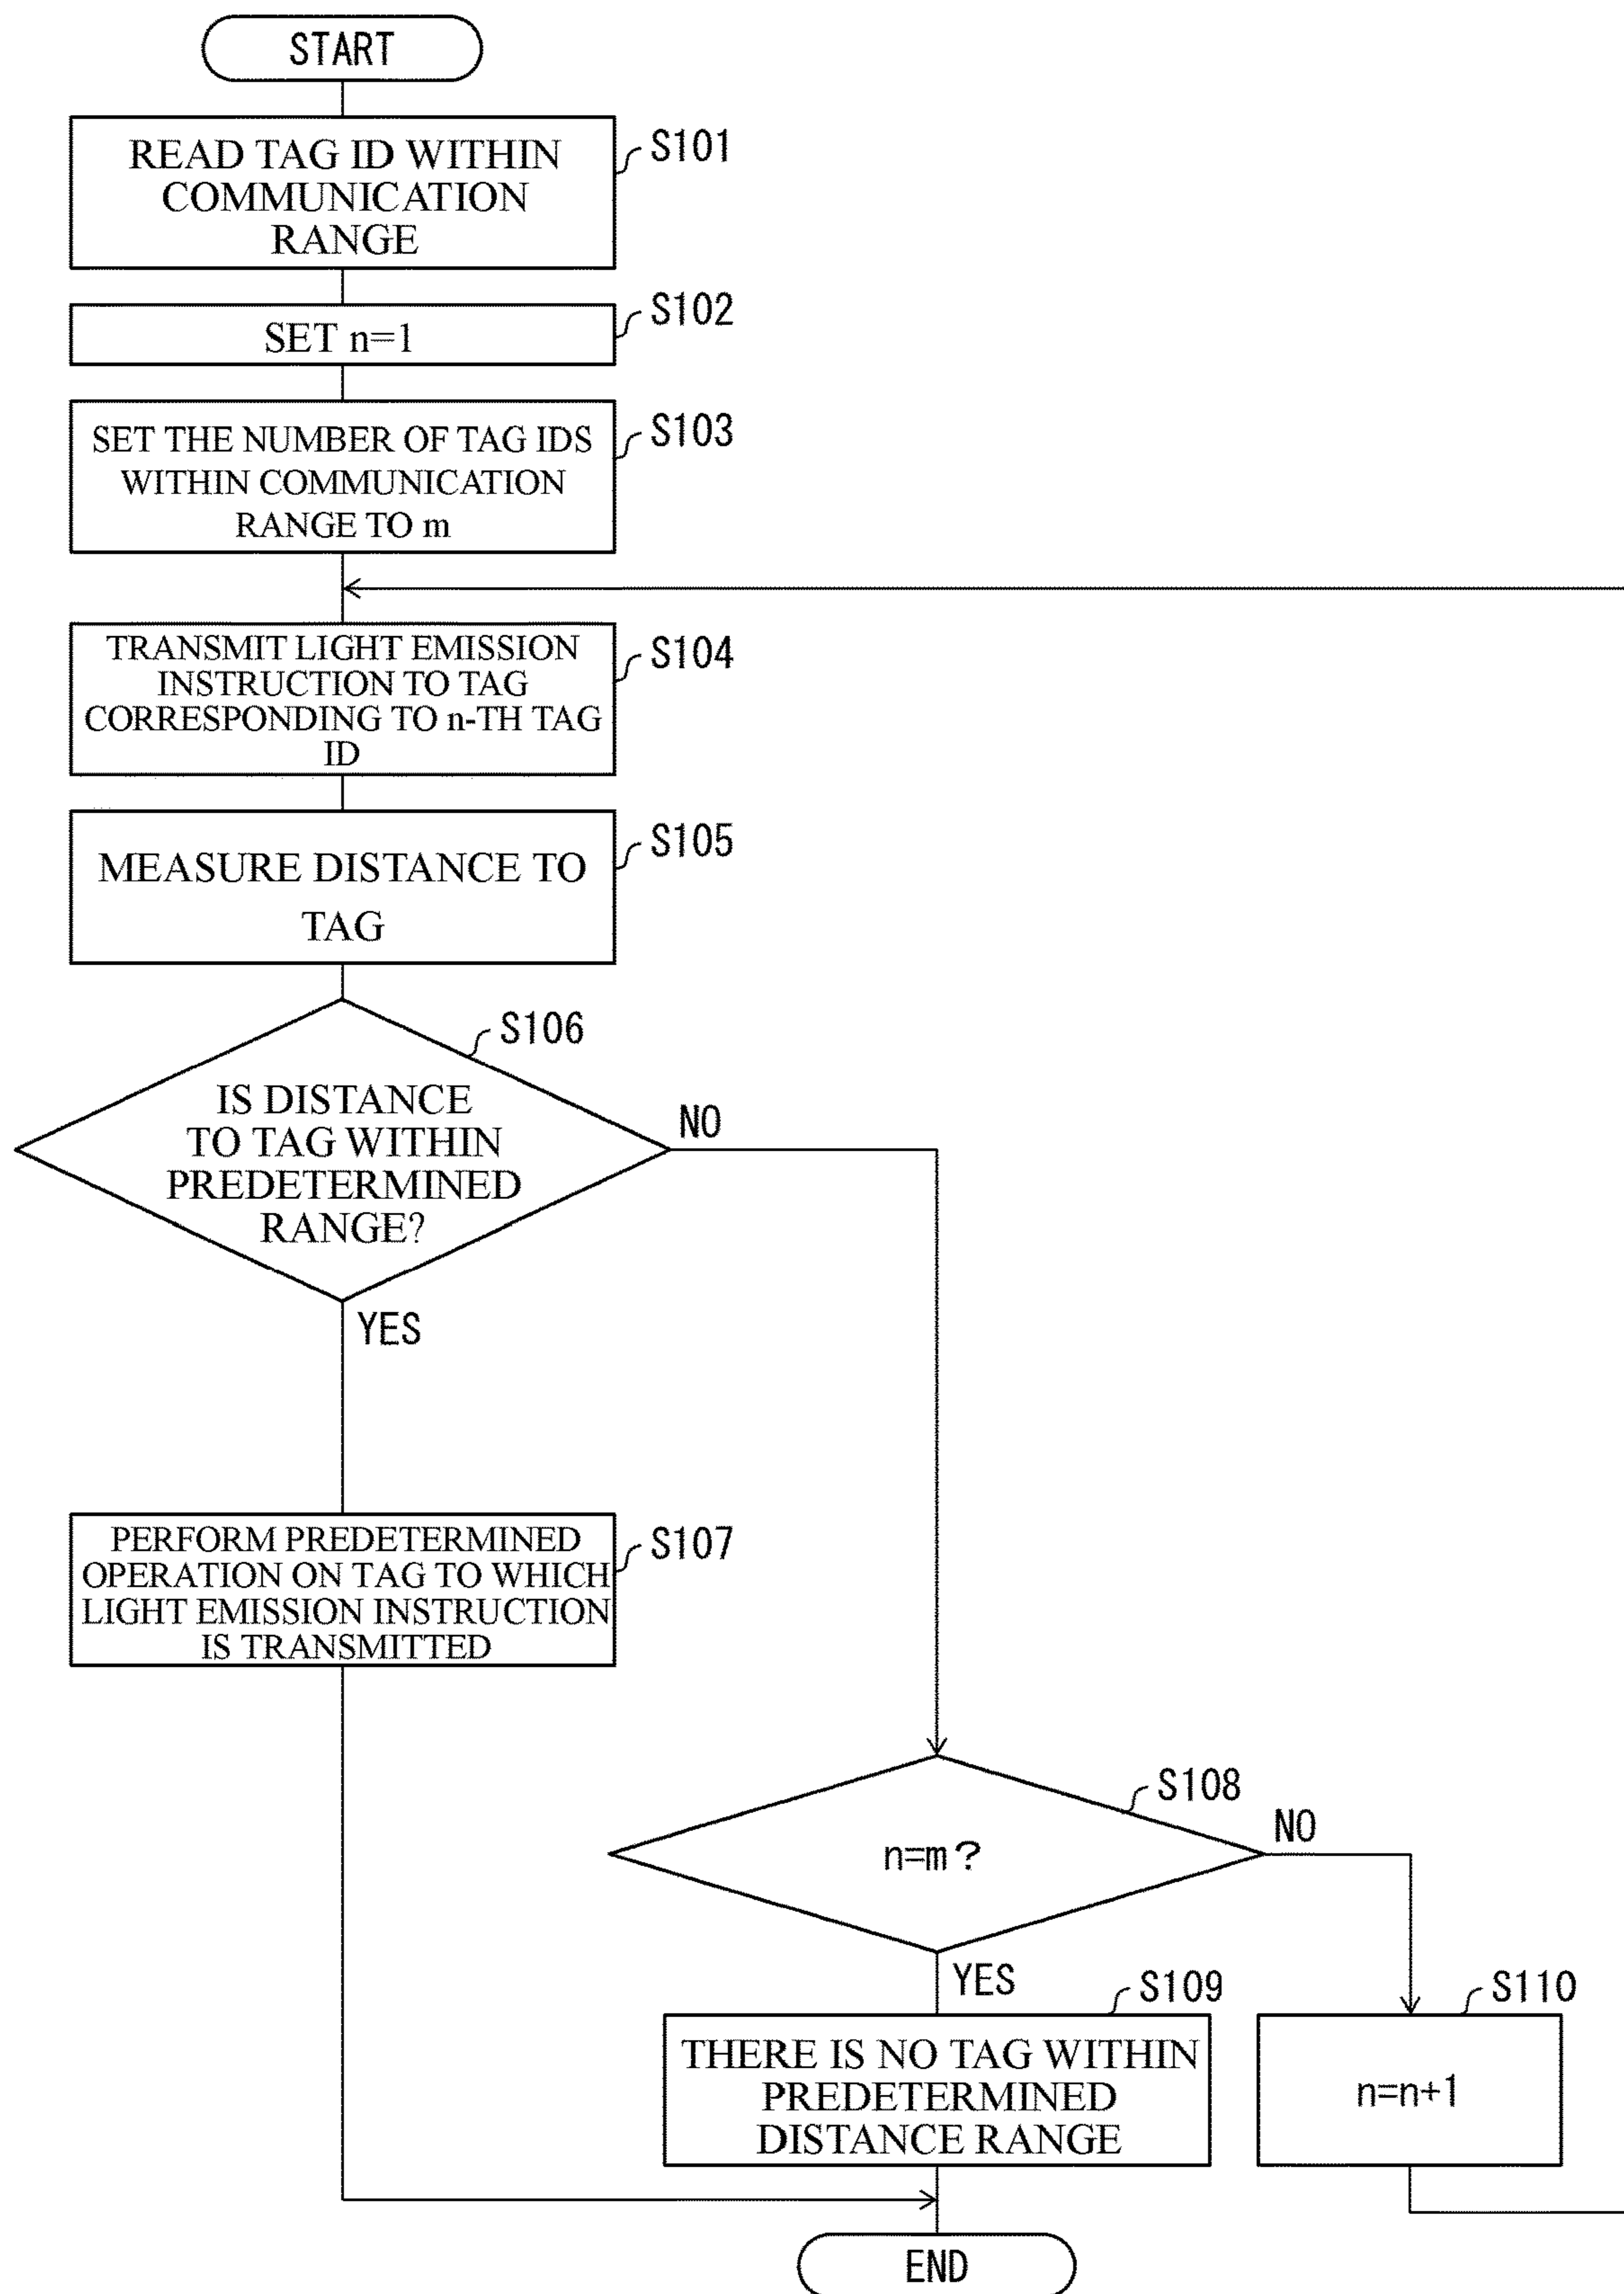 START
READ TAG ID WITHIN
COMMUNICATION
RANGE
S101
SET n=1
S102
SET THE NUMBER OF TAG IDS
WITHIN COMMUNICATION
RANGE TO m
S103
TRANSMIT LIGHT EMISSION
INSTRUCTION TO TAG
CORRESPONDING TO n-TH TAG
ID
S104
MEASURE DISTANCE TO
TAG
S105
S106
IS DISTANCE
TO TAG WITHIN
PREDETERMINED
RANGE?
NO
YES
PERFORM PREDETERMINED
OPERATION ON TAG TO WHICH
LIGHT EMISSION INSTRUCTION
IS TRANSMITTED
S107
S108
n=m?
NO
YES
S109
THERE IS NO TAG WITHIN
PREDETERMINED
DISTANCE RANGE
S110
n=n+1
END